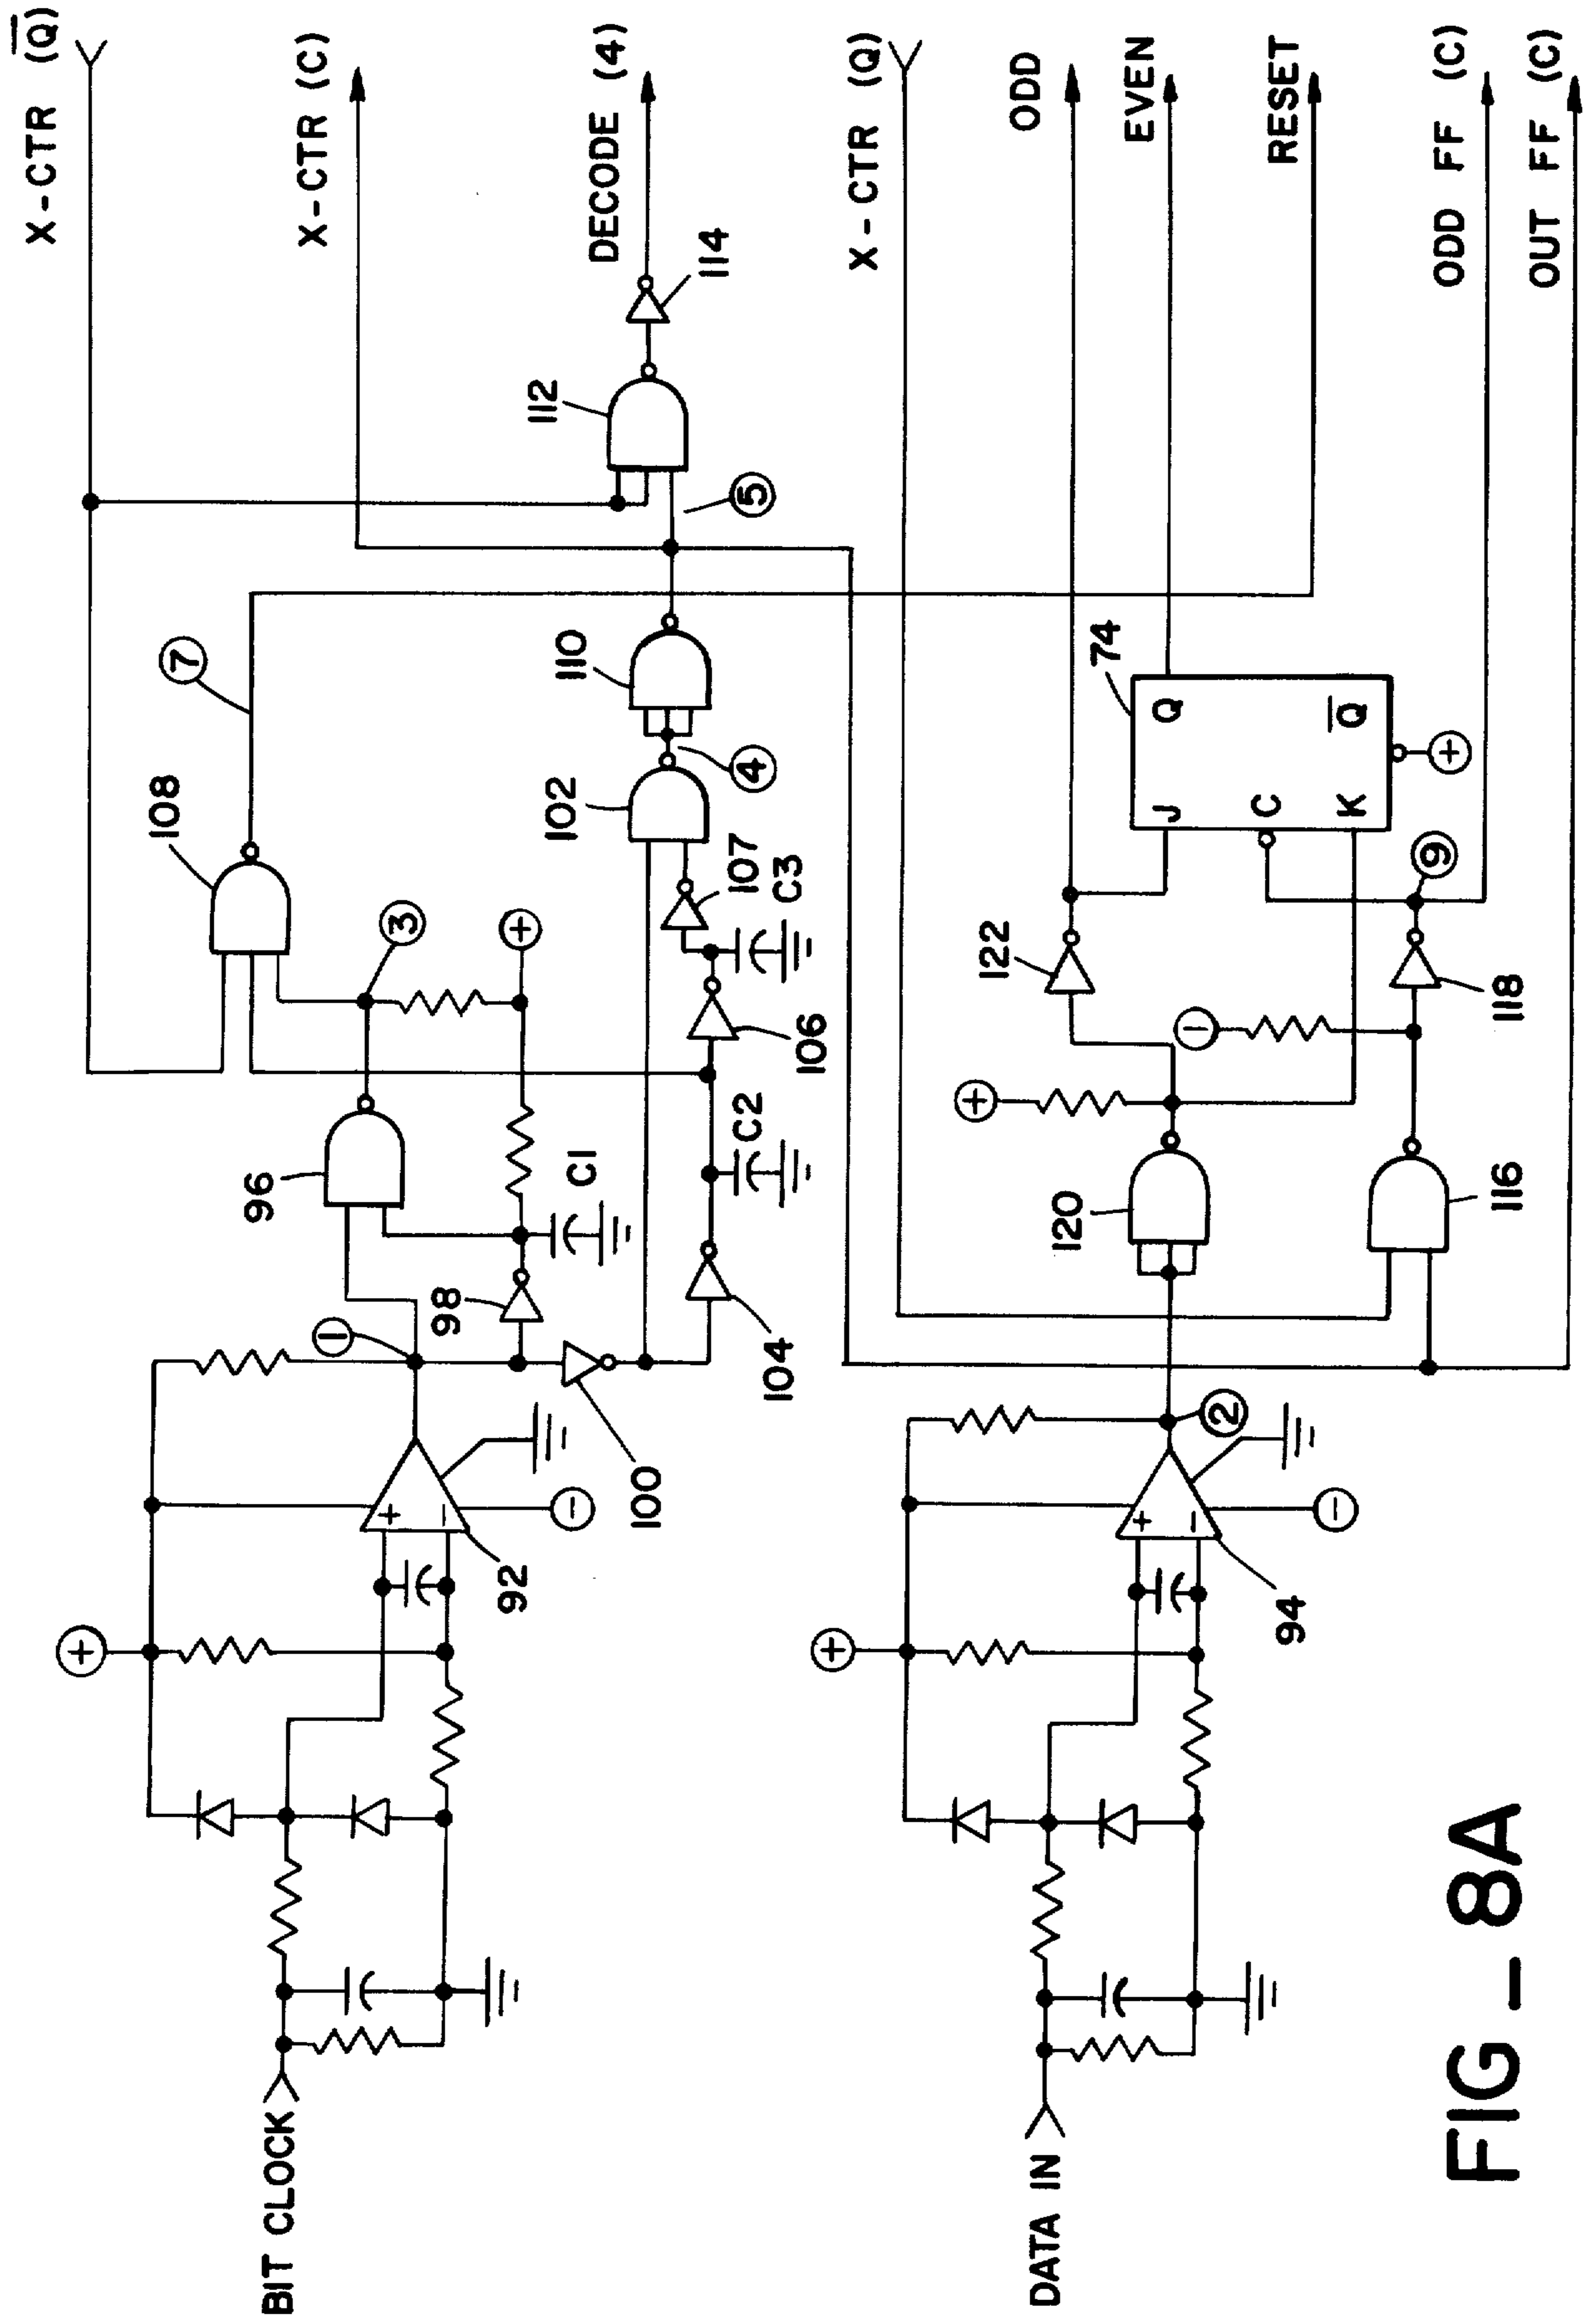 X-CTR (Q̅)
X-CTR (C)
DECODE (4)
114
112
5
7
108
110
102
4
3
+
107
C3
106
96
C1
C2
98
1
104
100
+
+
−
−
92
BIT CLOCK
X-CTR (Q)
ODD
EVEN
RESET
ODD FF (C)
OUT FF (C)
74
J
Q
C
K
Q̅
+
9
122
118
−
+
120
116
2
+
+
−
−
94
DATA IN
FIG - 8A